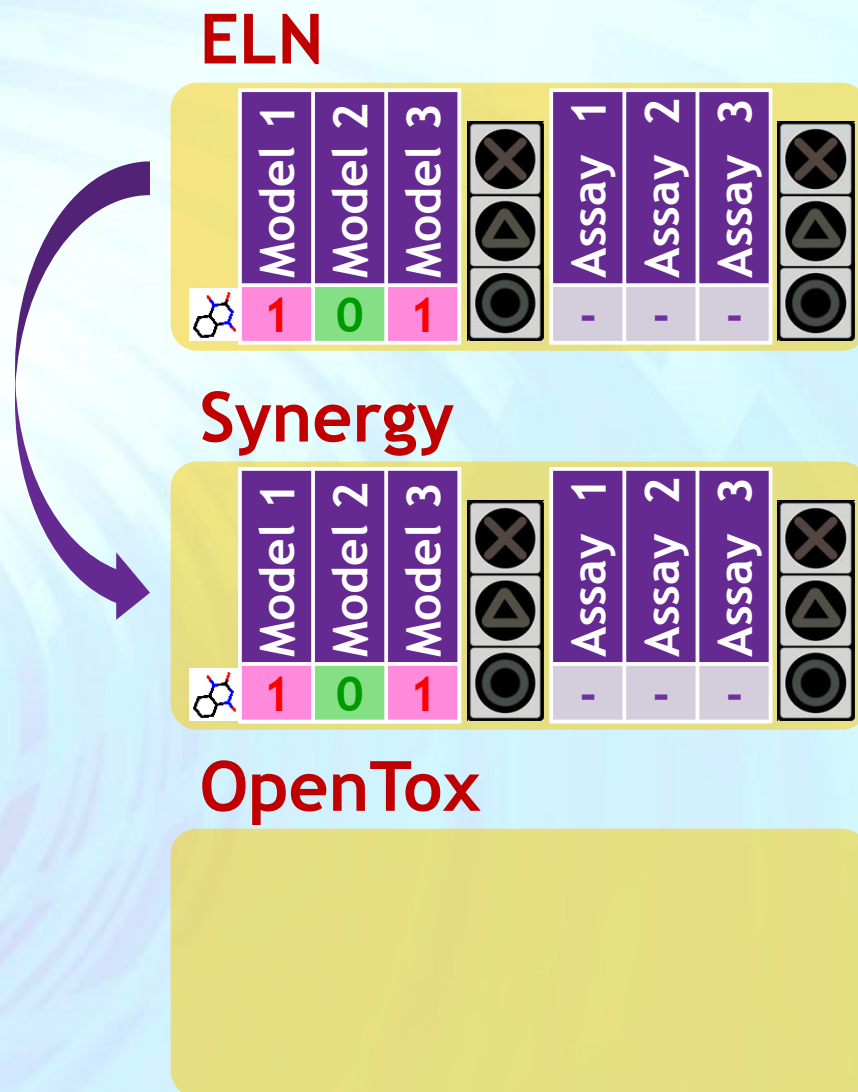 ELN
Model 1 Model 2 Model 3 Assay 1 Assay 2 Assay 3
1 0 1 - - -
Synergy
Model 1 Model 2 Model 3 Assay 1 Assay 2 Assay 3
1 0 1 - - -
OpenTox